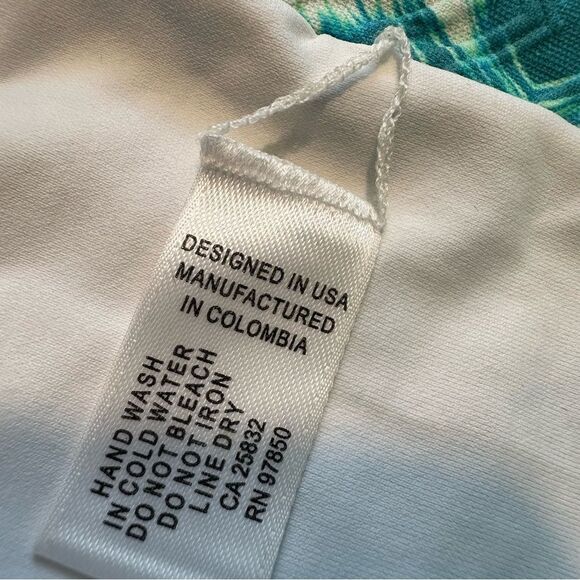 DESIGNED IN USA
MANUFACTURED
IN COLOMBIA
HAND WASH
IN COLD WATER
DO NOT BLEACH
DO NOT IRON
LINE DRY
CA 25832
RN 97850